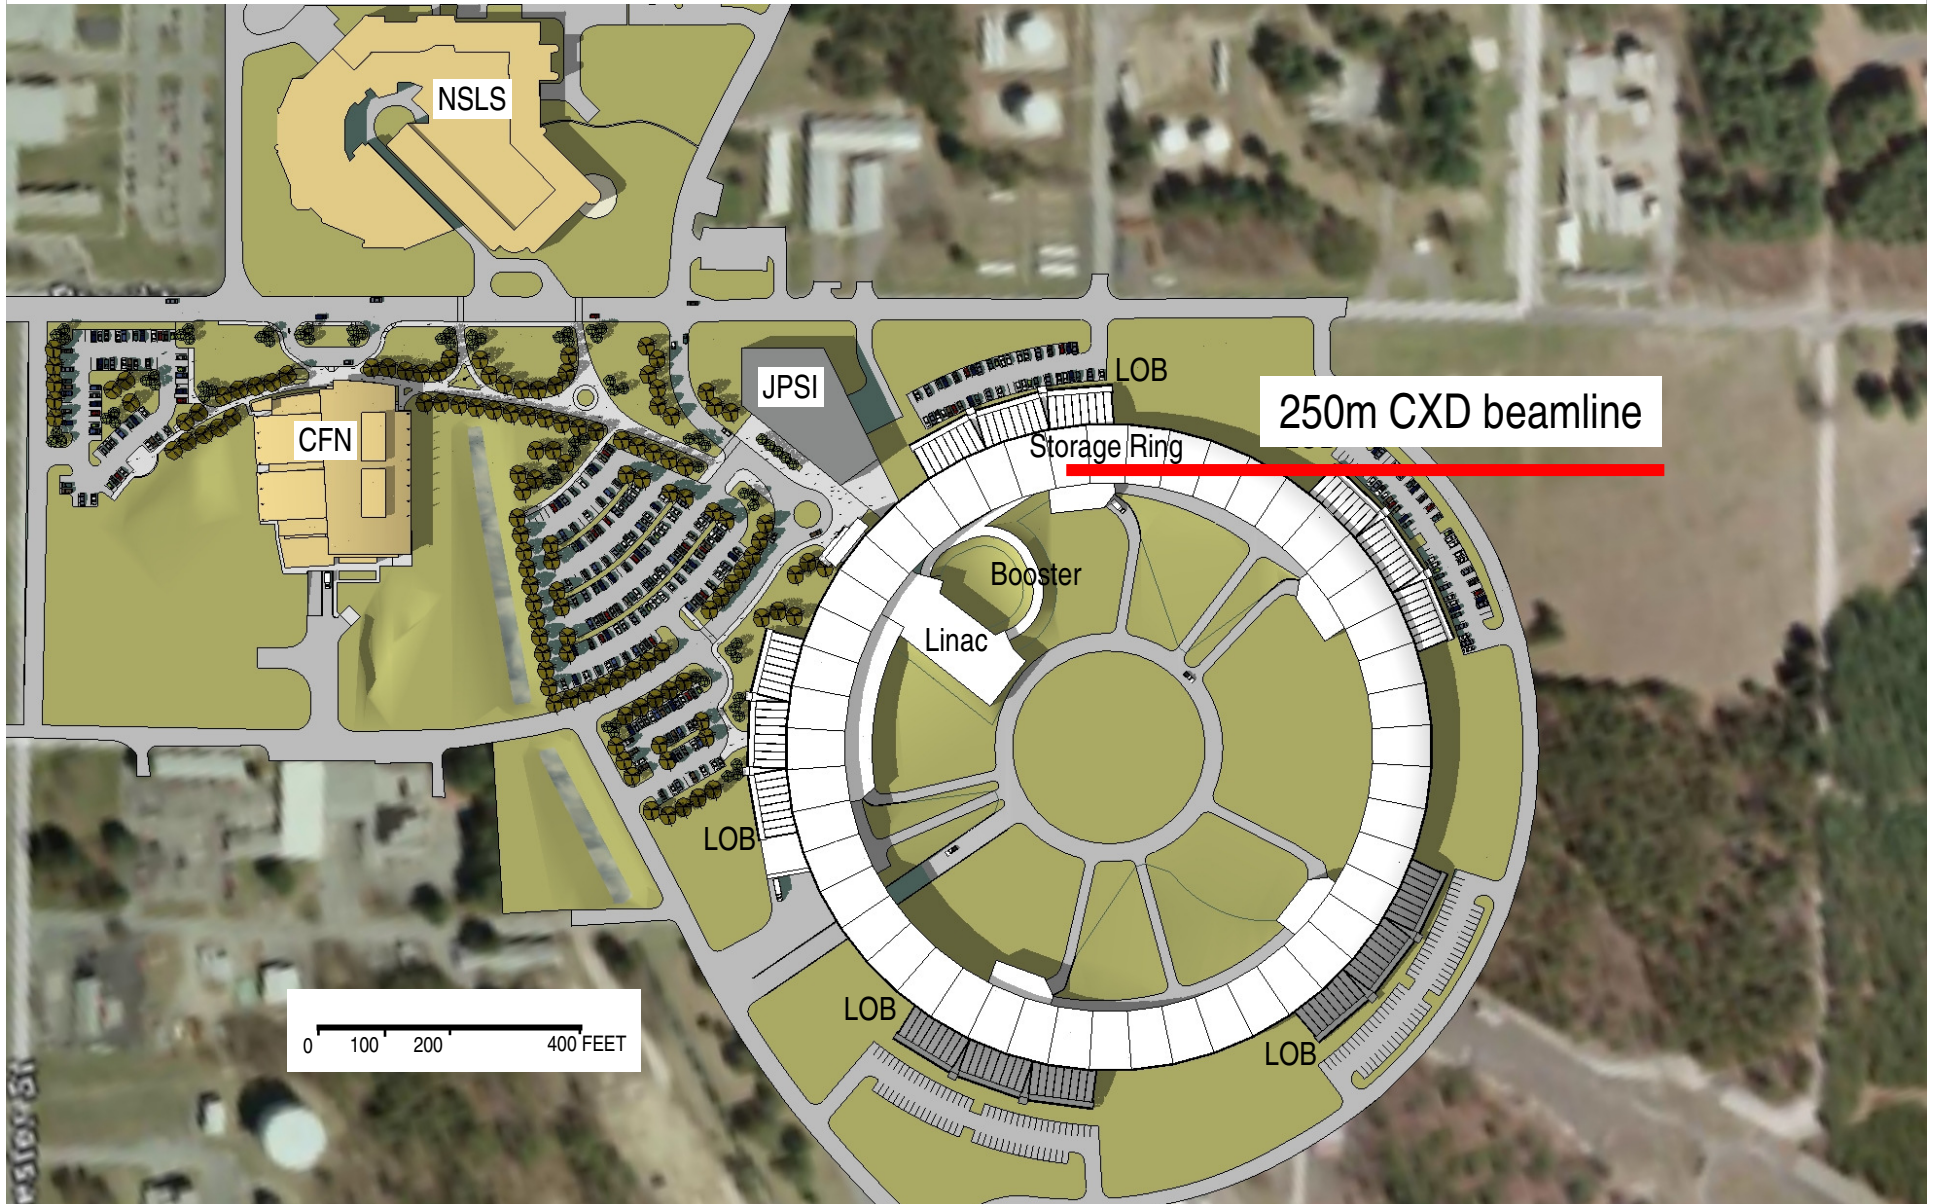 NSLS
JPSI
LOB
250m CXD beamline
CFN
Storage Ring
Booster
Linac
LOB
LOB
LOB
0 100 200 400 FEET